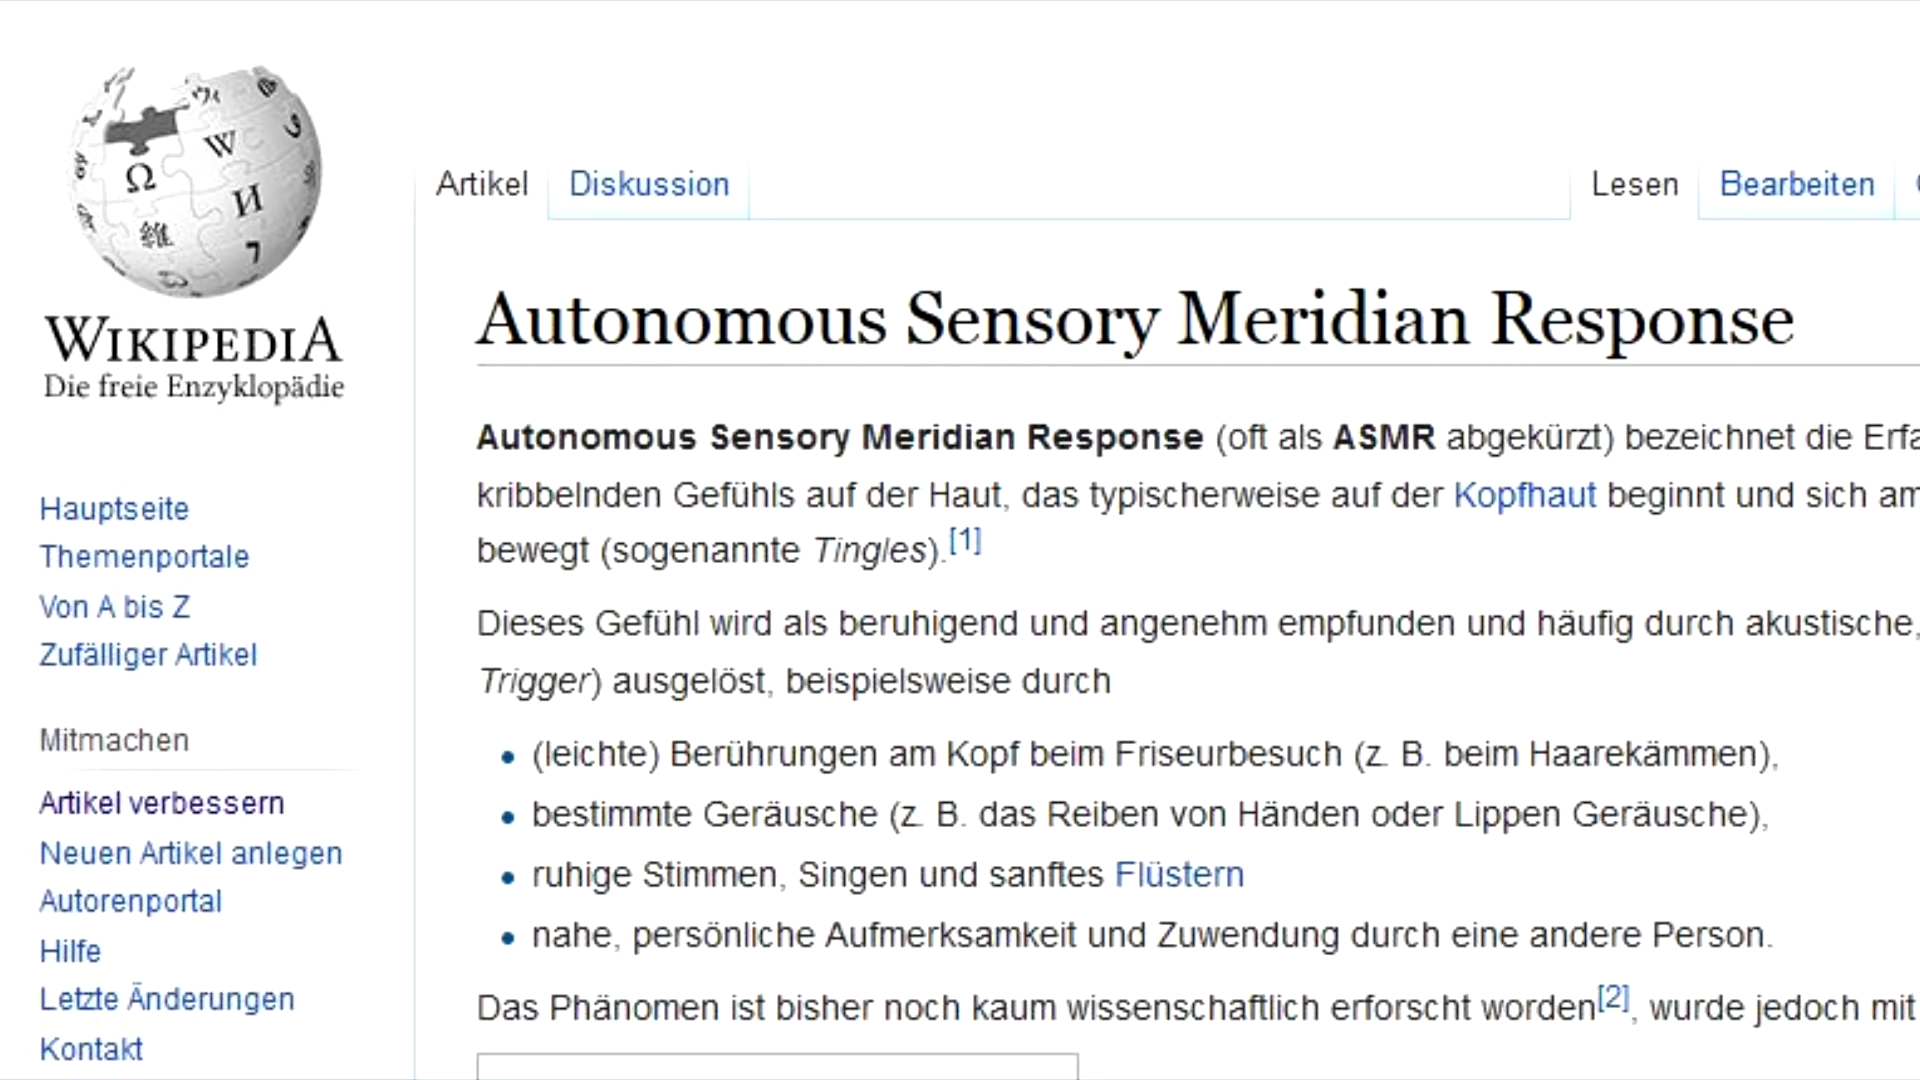 WIKIPEDIA
Die freie Enzyklopädie
Hauptseite
Themenportale
Von A bis Z
Zufälliger Artikel
Mitmachen
Artikel verbessern
Neuen Artikel anlegen
Autorenportal
Hilfe
Letzte Änderungen
Kontakt
Artikel Diskussion Lesen Bearbeiten
Autonomous Sensory Meridian Response
Autonomous Sensory Meridian Response (oft als ASMR abgekürzt) bezeichnet die
kribbelnden Gefühls auf der Haut, das typischerweise auf der Kopfhaut beginnt und sich
bewegt (sogenannte Tingles).[1]
Dieses Gefühl wird als beruhigend und angenehm empfunden und häufig durch akustische,
Trigger) ausgelöst, beispielsweise durch
• (leichte) Berührungen am Kopf beim Friseurbesuch (z. B. beim Haarekämmen),
• bestimmte Geräusche (z. B. das Reiben von Händen oder Lippen Geräusche),
• ruhige Stimmen, Singen und sanftes Flüstern
• nahe, persönliche Aufmerksamkeit und Zuwendung durch eine andere Person.
Das Phänomen ist bisher noch kaum wissenschaftlich erforscht worden[2], wurde jedoch mit